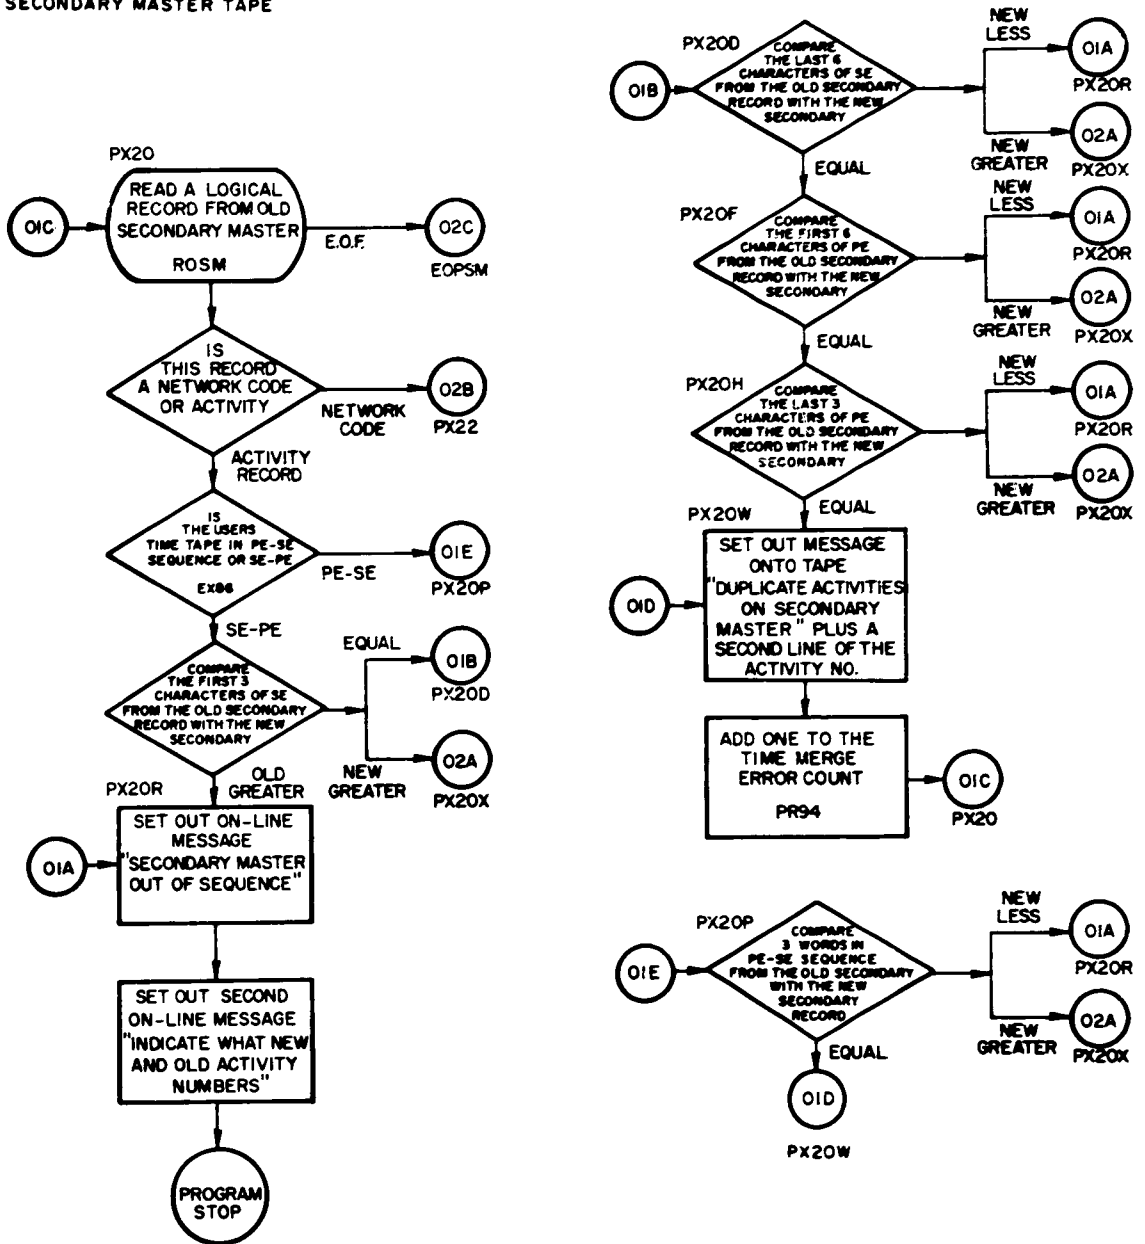 SECONDARY MASTER TAPE
PX20
READ A LOGICAL
RECORD FROM OLD
SECONDARY MASTER
ROSM
01C
E.O.F.
02C
EOPSM
IS
THIS RECORD
A NETWORK CODE
OR ACTIVITY
NETWORK
CODE
02B
PX22
ACTIVITY
RECORD
IS
THE USERS
TIME TAPE IN PE-SE
SEQUENCE OR SE-PE
EX86
PE-SE
01E
PX20P
SE-PE
COMPARE
THE FIRST 3
CHARACTERS OF SE
FROM THE OLD SECONDARY
RECORD WITH THE NEW
SECONDARY
EQUAL
01B
PX20D
NEW
GREATER
02A
PX20X
OLD
GREATER
PX20R
SET OUT ON-LINE
MESSAGE
"SECONDARY MASTER
OUT OF SEQUENCE"
01A
SET OUT SECOND
ON-LINE MESSAGE
"INDICATE WHAT NEW
AND OLD ACTIVITY
NUMBERS"
PROGRAM
STOP
PX20D
01B
COMPARE
THE LAST 6
CHARACTERS OF SE
FROM THE OLD SECONDARY
RECORD WITH THE NEW
SECONDARY
NEW
LESS
01A
PX20R
NEW
GREATER
02A
PX20X
EQUAL
PX20F
COMPARE
THE FIRST 6
CHARACTERS OF PE
FROM THE OLD SECONDARY
RECORD WITH THE NEW
SECONDARY
NEW
LESS
01A
PX20R
NEW
GREATER
02A
PX20X
EQUAL
PX20H
COMPARE
THE LAST 3
CHARACTERS OF PE
FROM THE OLD SECONDARY
RECORD WITH THE NEW
SECONDARY
NEW
LESS
01A
PX20R
NEW
GREATER
02A
PX20X
EQUAL
PX20W
SET OUT MESSAGE
ONTO TAPE
"DUPLICATE ACTIVITIES
ON SECONDARY
MASTER" PLUS A
SECOND LINE OF THE
ACTIVITY NO.
01D
ADD ONE TO THE
TIME MERGE
ERROR COUNT
PR94
01C
PX20
PX20P
01E
COMPARE
3 WORDS IN
PE-SE SEQUENCE
FROM THE OLD SECONDARY
WITH THE NEW
SECONDARY
RECORD
NEW
LESS
01A
PX20R
NEW
GREATER
02A
PX20X
EQUAL
01D
PX20W